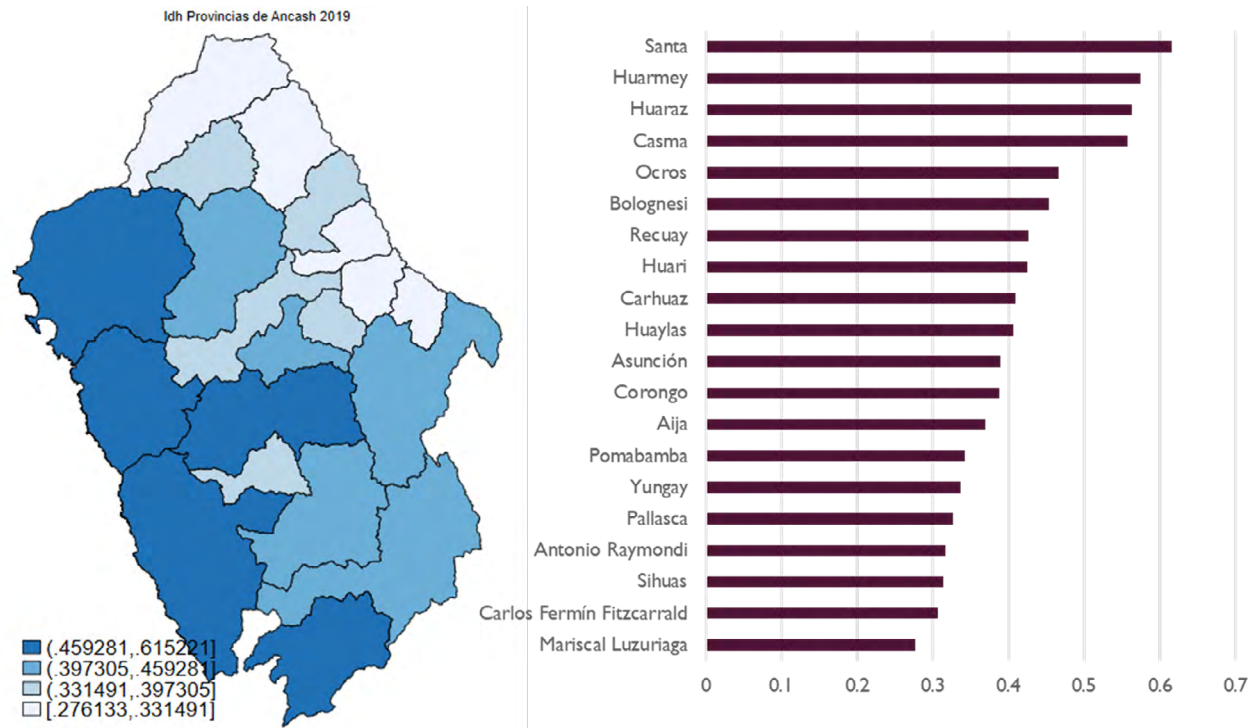 Idh Provincias de Ancash 2019
(.459281,.615221]
(.397305,.459281]
(.331491,.397305]
[.276133,.331491]
Santa
Huarmey
Huaraz
Casma
Ocros
Bolognesi
Recuay
Huari
Carhuaz
Huaylas
Asunción
Corongo
Aija
Pomabamba
Yungay
Pallasca
Antonio Raymondi
Sihuas
Carlos Fermín Fitzcarrald
Mariscal Luzuriaga
0 0.1 0.2 0.3 0.4 0.5 0.6 0.7